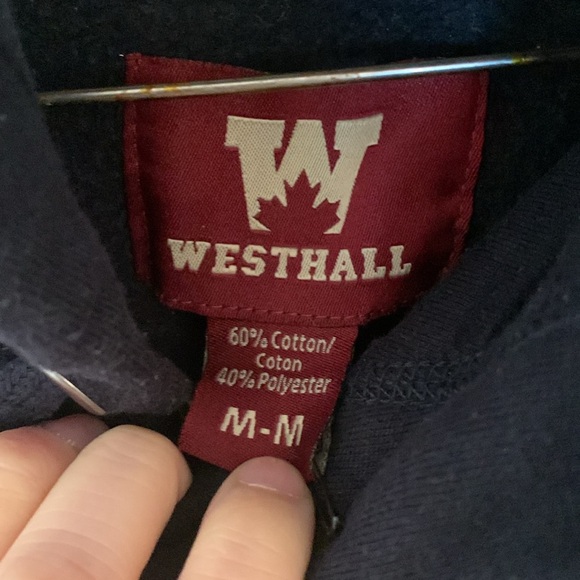 W
WESTHALL
60% Cotton/
Coton
40% Polyester
M-M